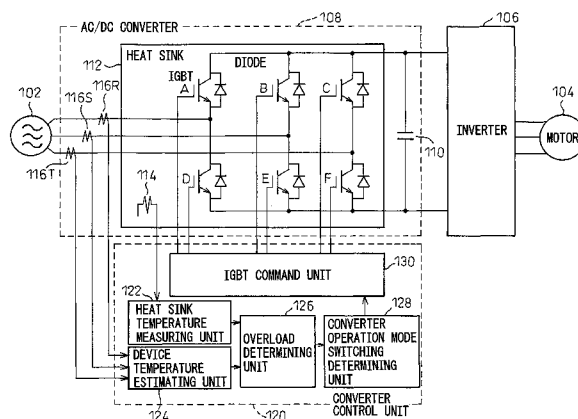 AC/DC CONVERTER
108
106
HEAT SINK
DIODE
112
IGBT
116R
A
B
C
102
116S
104
INVERTER
MOTOR
110
116T
114
D
E
F
IGBT COMMAND UNIT
130
122
126
128
HEAT SINK
TEMPERATURE
MEASURING UNIT
OVERLOAD
DETERMINING
UNIT
CONVERTER
OPERATION MODE
SWITCHING
DETERMINING
UNIT
DEVICE
TEMPERATURE
ESTIMATING UNIT
124
120
CONVERTER
CONTROL UNIT